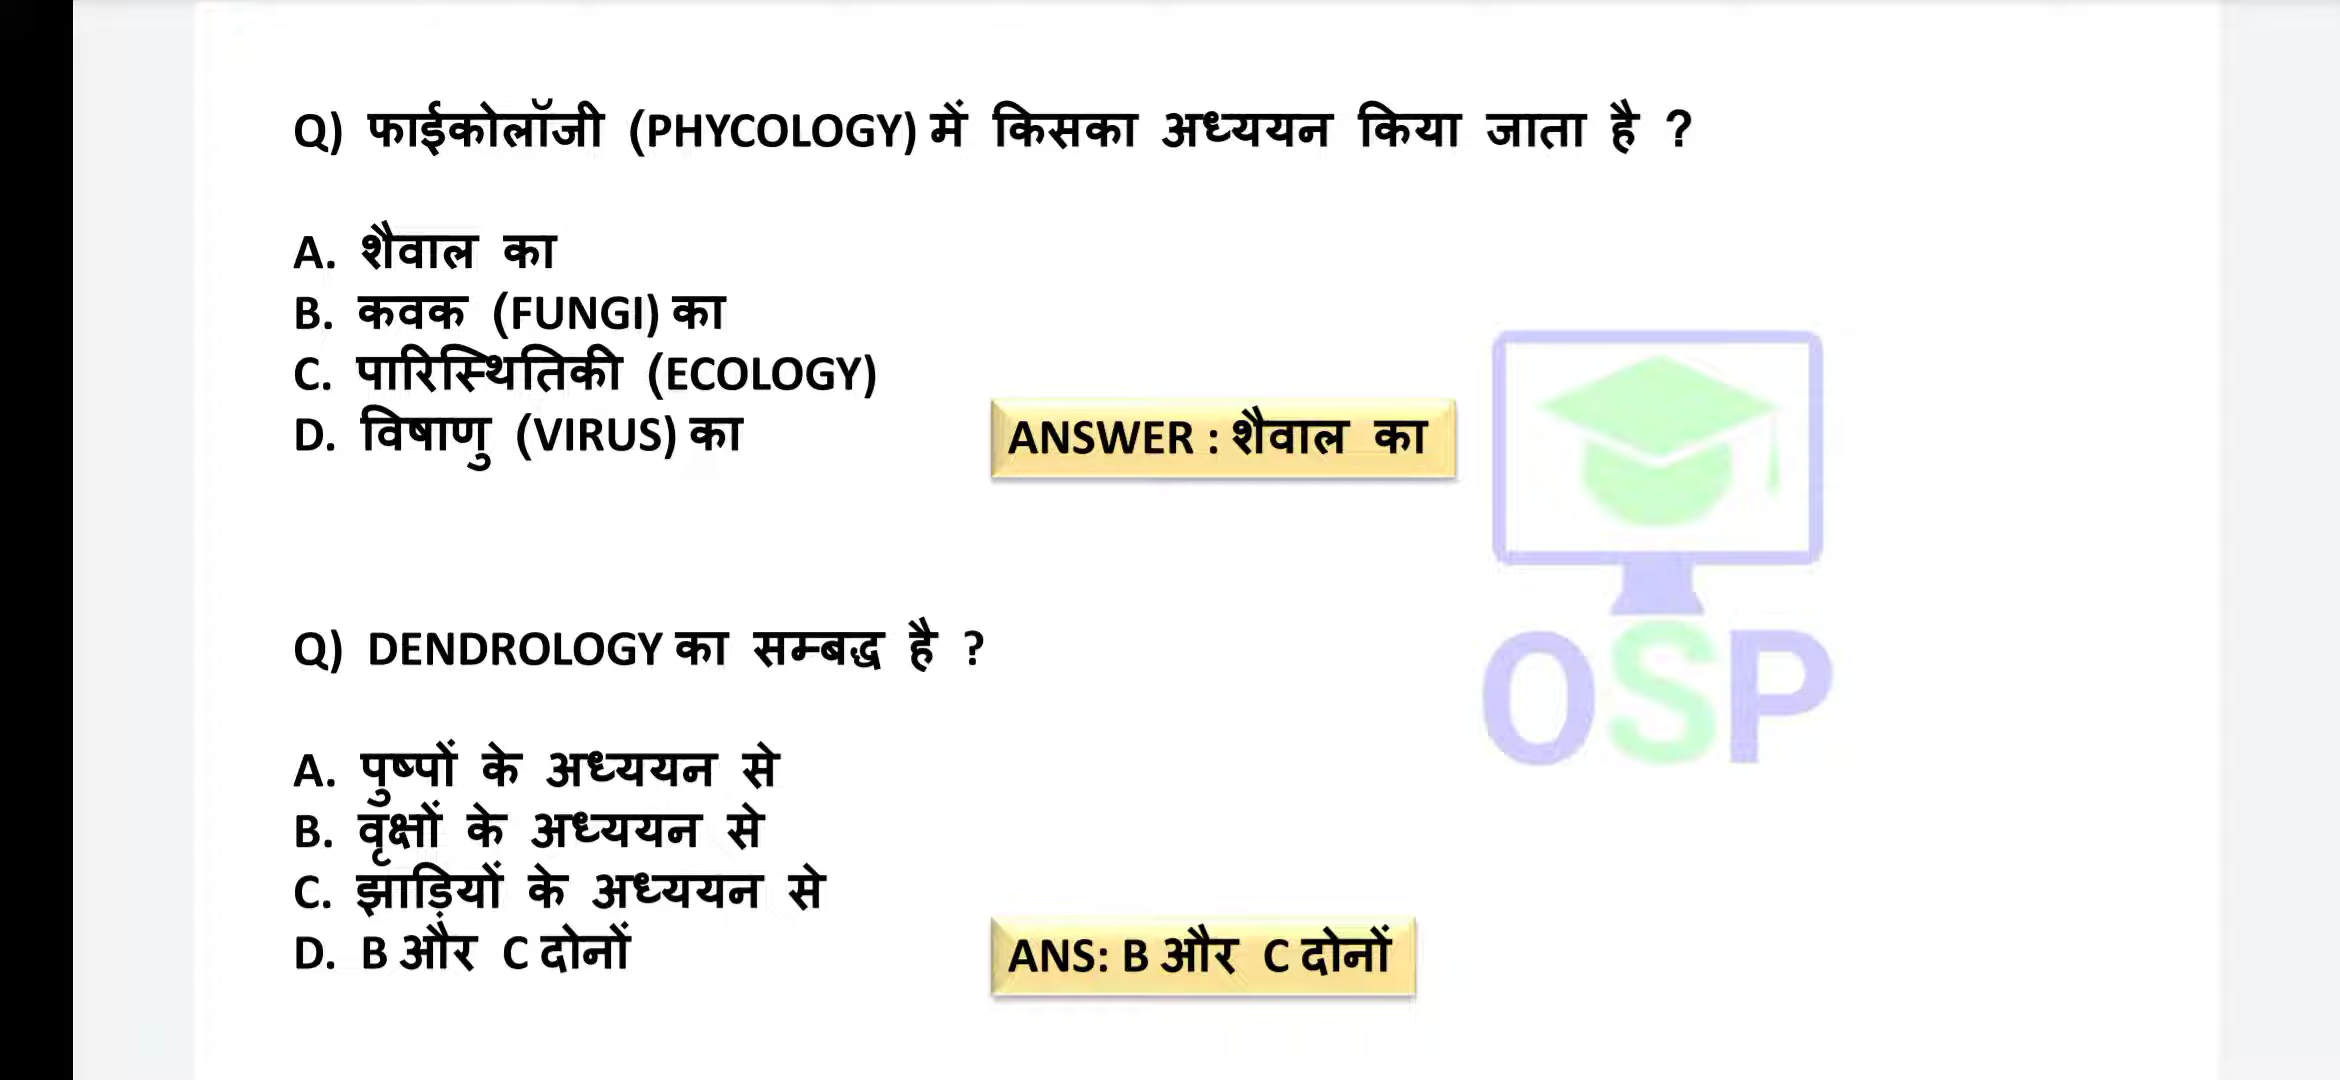 Q) फाईकोलॉजी (PHYCOLOGY) में किसका अध्ययन किया जाता है ?
A. शैवाल का
B. कवक (FUNGI) का
C. पारिस्थितिकी (ECOLOGY)
D. विषाणु (VIRUS) का
ANSWER : शैवाल का
OSP
Q) DENDROLOGY का सम्बद्ध है ?
A. पुष्पों के अध्ययन से
B. वृक्षों के अध्ययन से
C. झाड़ियों के अध्ययन से
D. B और C दोनों
ANS: B और C दोनों